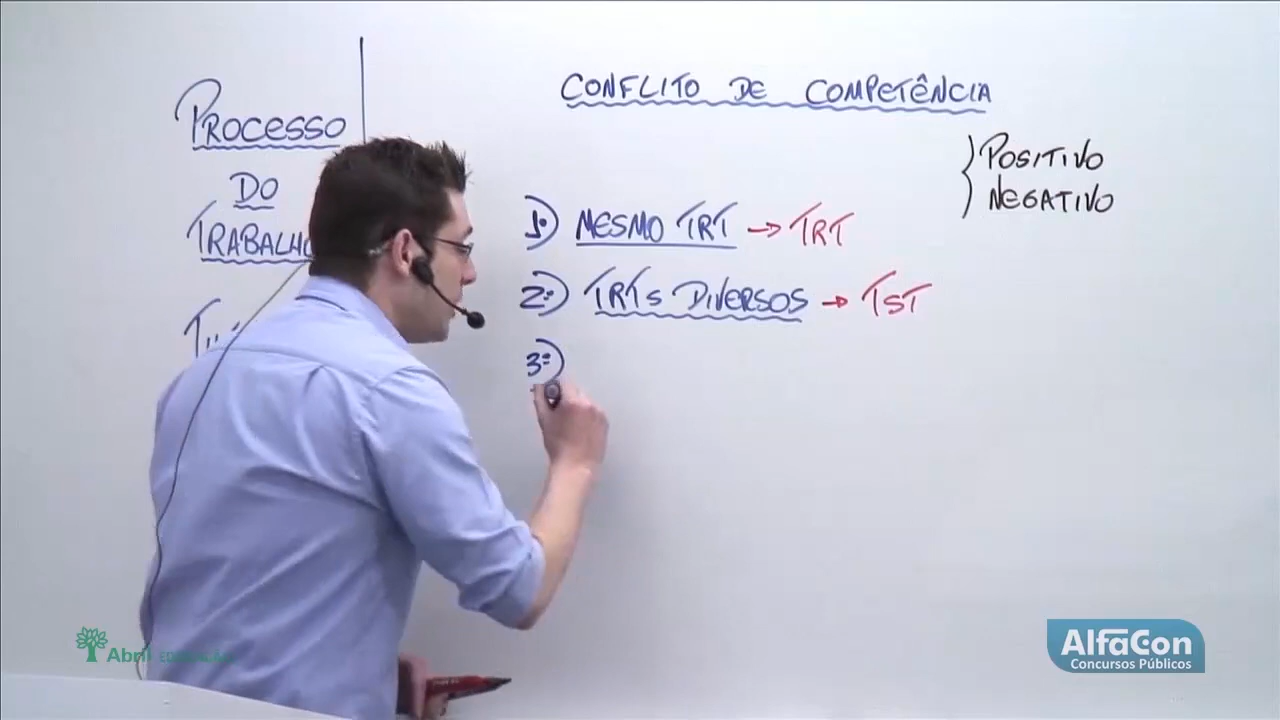 PROCESSO
DO
TRABALHO
CONFLITO DE COMPETÊNCIA
POSITIVO
NEGATIVO
1º) MESMO TRT → TRT
2º) TRTs DIVERSOS → TST
3º)
Abril EDUCAÇÃO
AlfaCon
Concursos Públicos